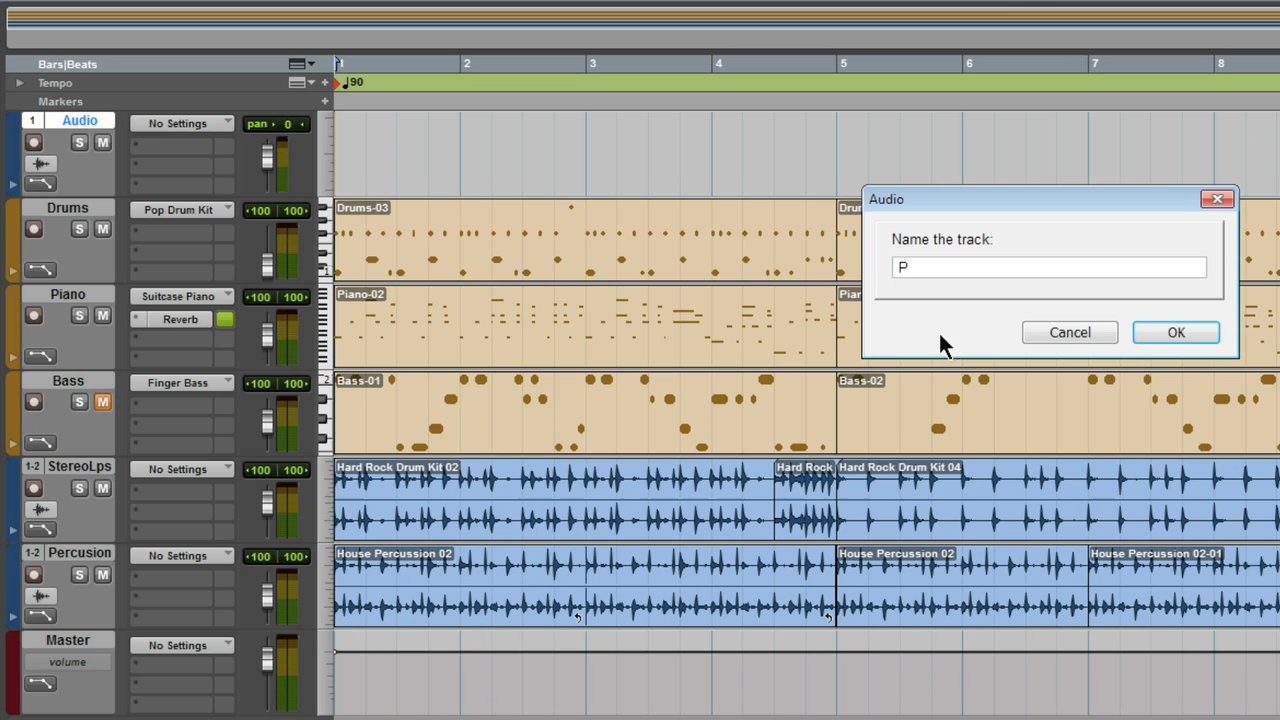 Bars|Beats
1 2 3 4 5 6 7 8
Tempo
90
Markers
1 Audio
No Settings
pan 0
S M
Audio
Name the track:
P
Cancel OK
Drums
Pop Drum Kit
100 100
S M
Drums-03
1
Piano
Suitcase Piano
100 100
S M
Reverb
Piano-02
Bass
Finger Bass
100 100
S M
2
Bass-01
Bass-02
1-2 StereoLps
No Settings
100 100
S M
Hard Rock Drum Kit 02
Hard Rock
Hard Rock Drum Kit 04
1-2 Percusion
No Settings
100 100
S M
House Percussion 02
House Percussion 02
House Percussion 02-01
Master
No Settings
volume